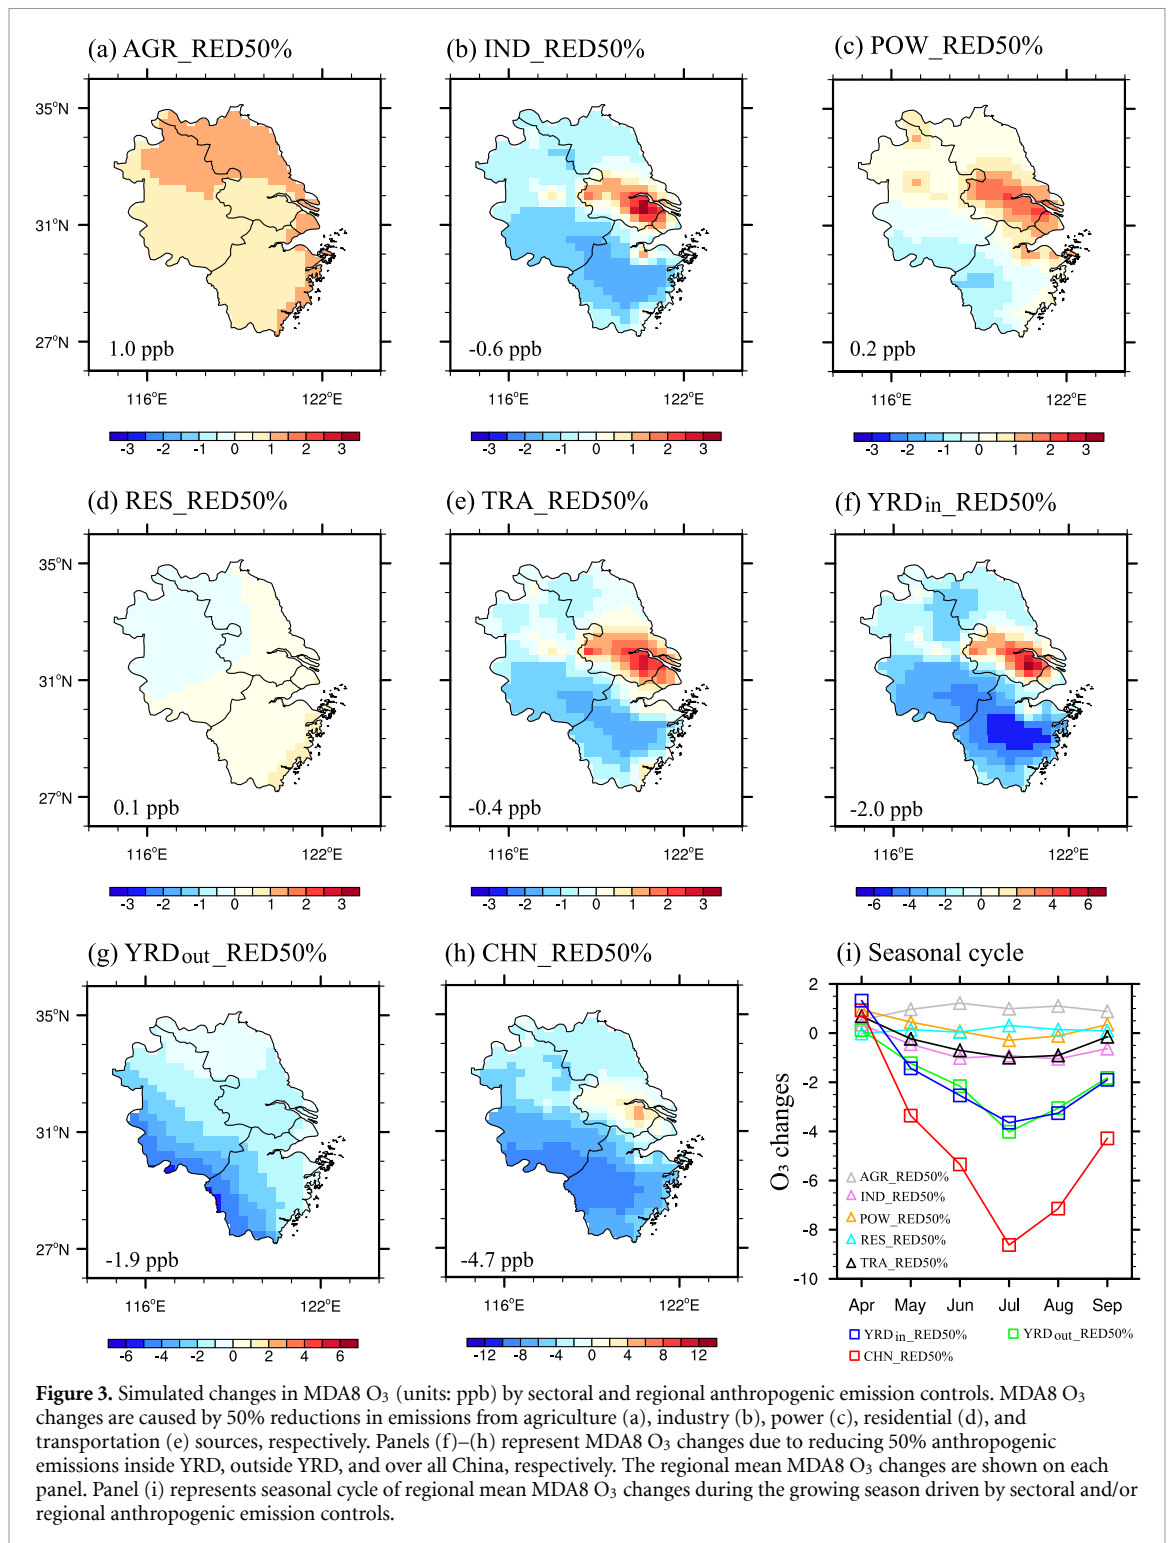 (a) AGR_RED50%
(b) IND_RED50%
(c) POW_RED50%
35°N
31°N
27°N
1.0 ppb
-0.6 ppb
0.2 ppb
116°E 122°E
116°E 122°E
116°E 122°E
-3 -2 -1 0 1 2 3
-3 -2 -1 0 1 2 3
-3 -2 -1 0 1 2 3
(d) RES_RED50%
(e) TRA_RED50%
(f) YRDin_RED50%
35°N
31°N
27°N
0.1 ppb
-0.4 ppb
-2.0 ppb
116°E 122°E
116°E 122°E
116°E 122°E
-3 -2 -1 0 1 2 3
-3 -2 -1 0 1 2 3
-6 -4 -2 0 2 4 6
(g) YRDout_RED50%
(h) CHN_RED50%
(i) Seasonal cycle
35°N
31°N
27°N
-1.9 ppb
-4.7 ppb
116°E 122°E
116°E 122°E
-6 -4 -2 0 2 4 6
-12 -8 -4 0 4 8 12
O₃ changes
2
0
-2
-4
-6
-8
-10
AGR_RED50%
IND_RED50%
POW_RED50%
RES_RED50%
TRA_RED50%
Apr May Jun Jul Aug Sep
YRDin_RED50%
YRDout_RED50%
CHN_RED50%
Figure 3. Simulated changes in MDA8 O₃ (units: ppb) by sectoral and regional anthropogenic emission controls. MDA8 O₃
changes are caused by 50% reductions in emissions from agriculture (a), industry (b), power (c), residential (d), and
transportation (e) sources, respectively. Panels (f)–(h) represent MDA8 O₃ changes due to reducing 50% anthropogenic
emissions inside YRD, outside YRD, and over all China, respectively. The regional mean MDA8 O₃ changes are shown on each
panel. Panel (i) represents seasonal cycle of regional mean MDA8 O₃ changes during the growing season driven by sectoral and/or
regional anthropogenic emission controls.